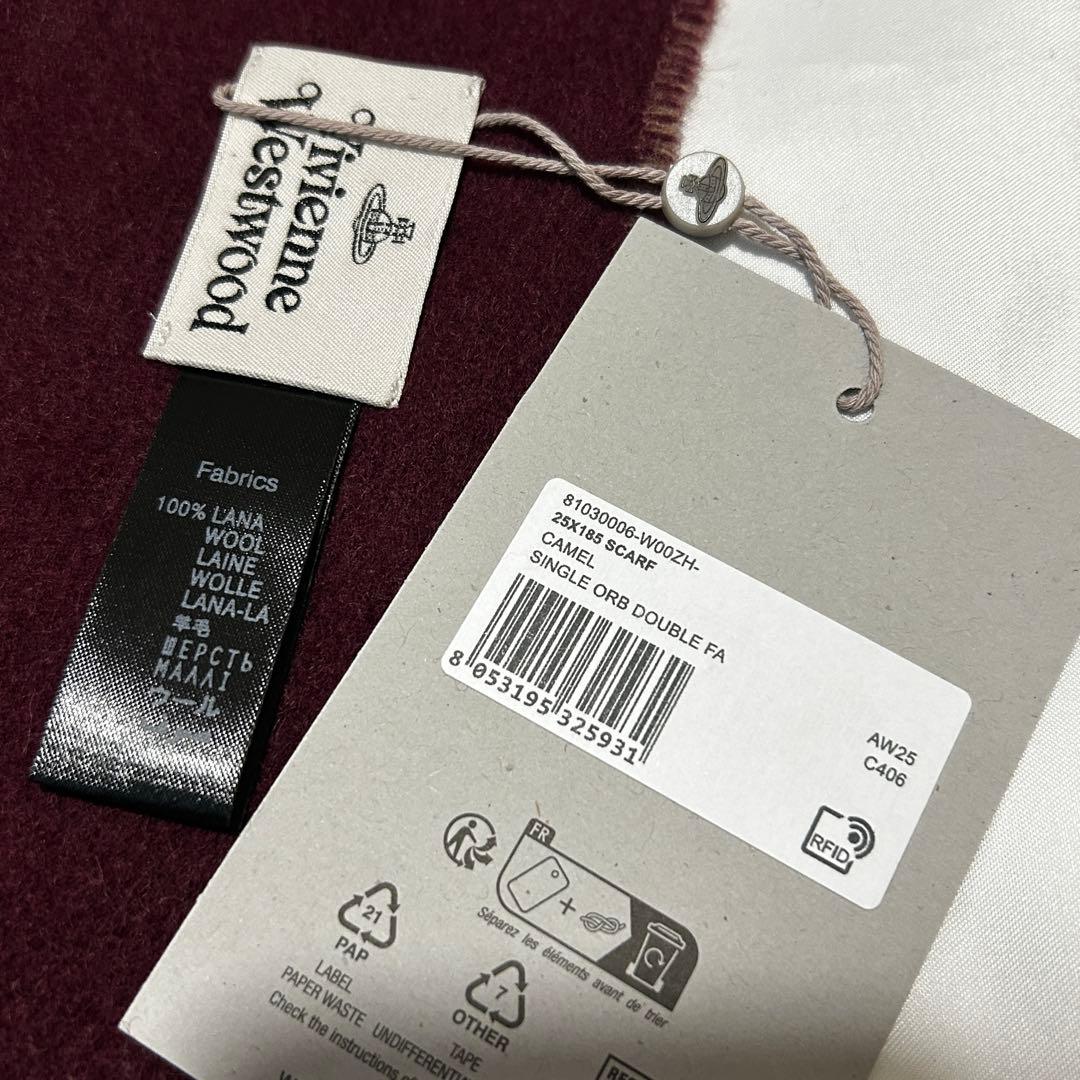 Vivienne
Westwood
Fabrics
100% LANA
WOOL
LAINE
WOLLE
LANA-LA
羊毛
ШЕРСТЬ
ΜΑΛΛΙ
ウール
81030006-W00ZH-
25X185 SCARF
CAMEL
SINGLE ORB DOUBLE FA
8 053195 325931
AW25
C406
RFID
FR
Séparez les éléments avant de trier
21
PAP
LABEL
PAPER WASTE
7
OTHER
TAPE
Check the instructions of